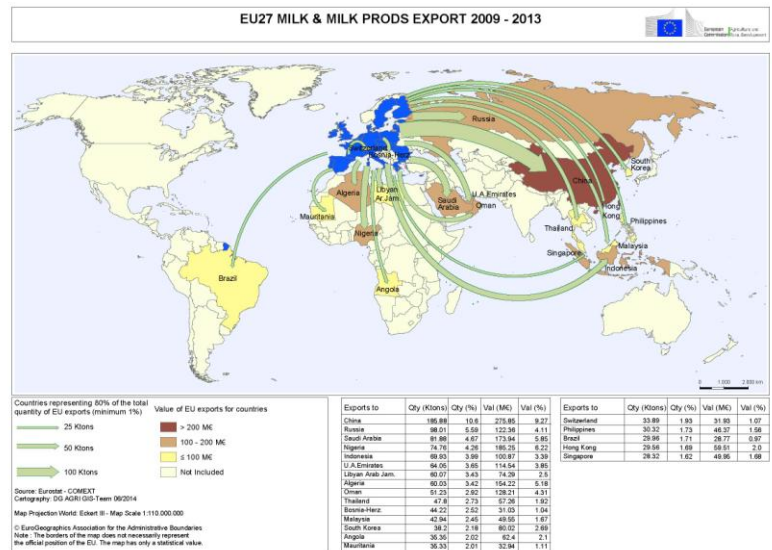 EU27 MILK & MILK PRODS EXPORT 2009 - 2013
European
Commission
Agriculture and
Rural Development
Switzerland
Bosnia-Herz.
Russia
China
South
Korea
Algeria
Libyan
Ar.Jam.
Saudi
Arabia
U.A.Emirates
Oman
Hong
Kong
Mauritania
Nigeria
Thailand
Philippines
Singapore
Malaysia
Indonesia
Brazil
Angola
Countries representing 80% of the total
quantity of EU exports (minimum 1%)
25 Ktons
50 Ktons
100 Ktons
Value of EU exports for countries
> 200 M€
100 - 200 M€
≤ 100 M€
Not Included
Source: Eurostat - COMEXT
Cartography: DG AGRI GIS-Team 06/2014
Map Projection World: Eckert III - Map Scale 1:110.000.000
© EuroGeographics Association for the Administrative Boundaries
Note : The borders of the map does not necessarily represent
the official position of the EU. The map has only a statistical value.
Exports to Qty (Ktons) Qty (%) Val (M€) Val (%)
China 185.88 10.6 275.85 9.27
Russia 98.01 5.59 122.36 4.11
Saudi Arabia 81.88 4.67 173.94 5.85
Nigeria 74.76 4.26 185.25 6.22
Indonesia 69.93 3.99 100.87 3.39
U.A.Emirates 64.05 3.65 114.54 3.85
Libyan Arab Jam. 60.07 3.43 74.29 2.5
Algeria 60.03 3.42 154.22 5.18
Oman 51.23 2.92 128.21 4.31
Thailand 47.8 2.73 57.26 1.92
Bosnia-Herz. 44.22 2.52 31.03 1.04
Malaysia 42.94 2.45 49.55 1.67
South Korea 38.2 2.18 80.02 2.69
Angola 35.35 2.02 62.4 2.1
Mauritania 35.33 2.01 32.94 1.11
Exports to Qty (Ktons) Qty (%) Val (M€) Val (%)
Switzerland 33.89 1.93 31.93 1.07
Philippines 30.32 1.73 46.37 1.56
Brazil 29.96 1.71 28.77 0.97
Hong Kong 29.56 1.69 59.51 2.0
Singapore 28.32 1.62 49.95 1.68